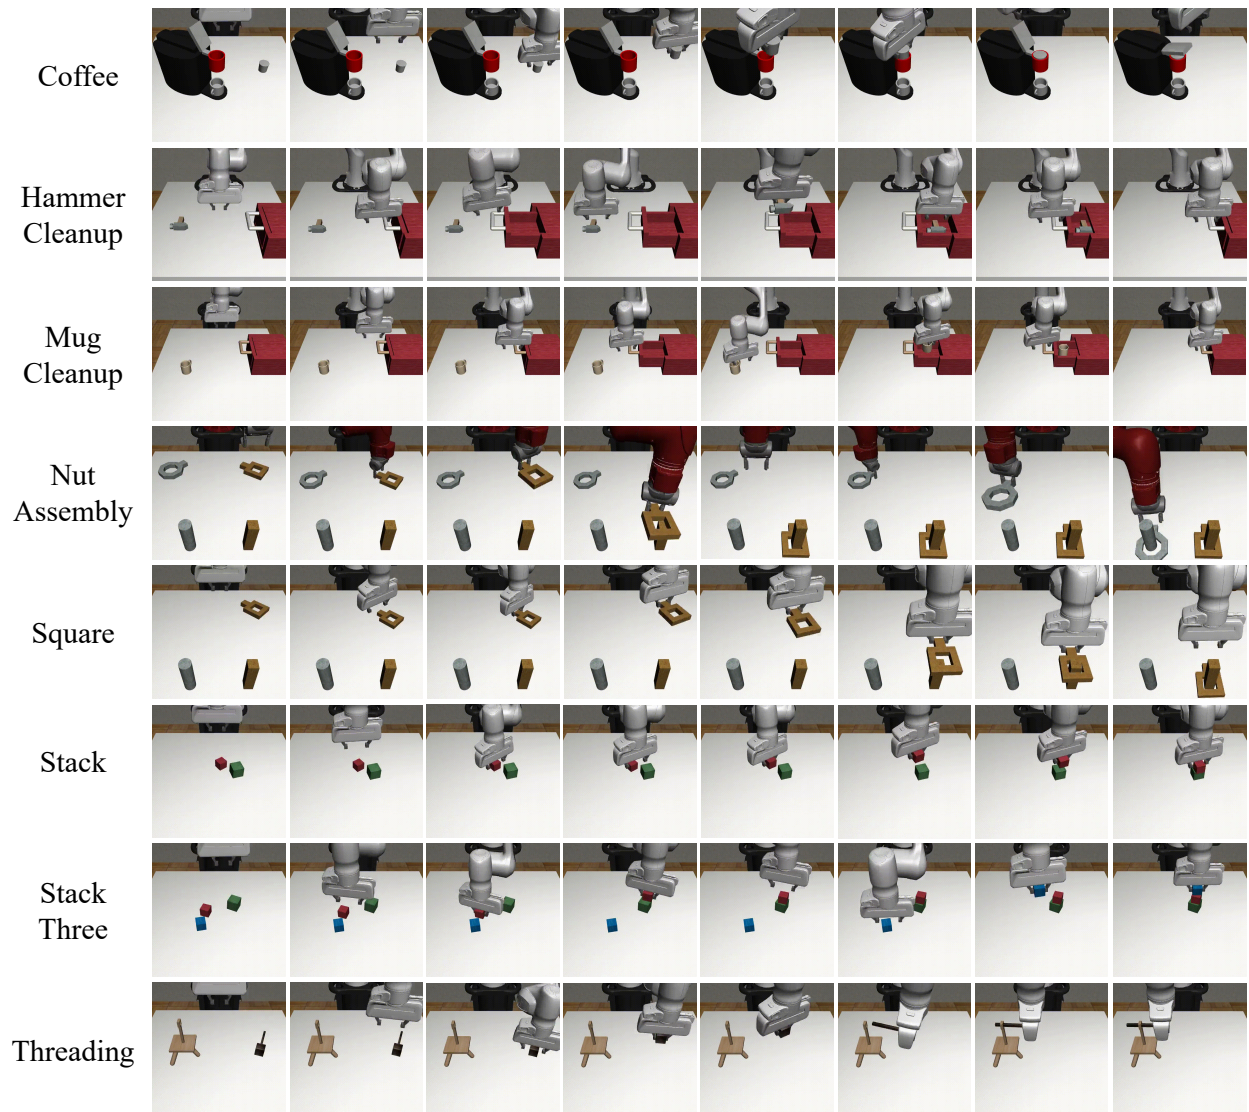 Coffee
Hammer
Cleanup
Mug
Cleanup
Nut
Assembly
Square
Stack
Stack
Three
Threading